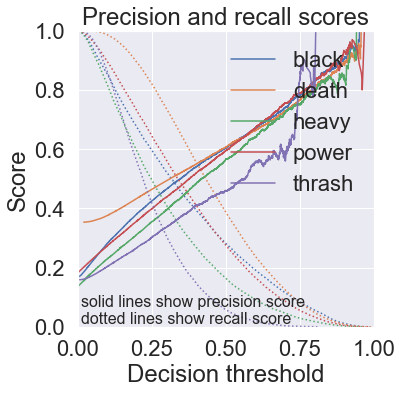 Precision and recall scores
1.0
0.8
0.6
0.4
0.2
0.0
Score
black
death
heavy
power
thrash
solid lines show precision score
dotted lines show recall score
0.00 0.25 0.50 0.75 1.00
Decision threshold